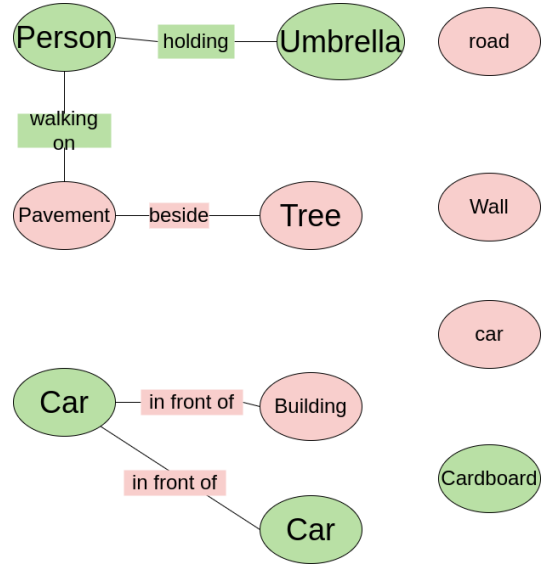 Person
holding
Umbrella
road
walking
on
Pavement
beside
Tree
Wall
car
Car
in front of
Building
in front of
Cardboard
Car